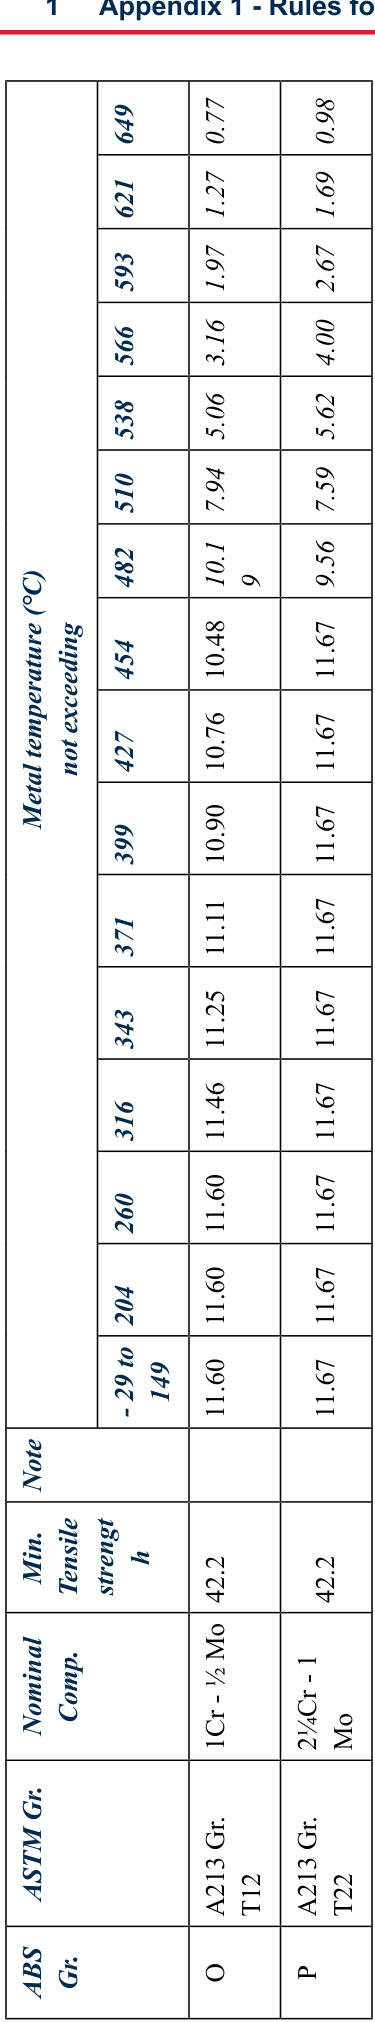 1 Appendix 1 - Rules fo
ABS Gr. ASTM Gr. Nominal Comp. Min. Tensile strengt h Note Metal temperature (°C) not exceeding
- 29 to 149 204 260 316 343 371 399 427 454 482 510 538 566 593 621 649
O A213 Gr. T12 1Cr - ½ Mo 42.2 11.60 11.60 11.60 11.46 11.25 11.11 10.90 10.76 10.48 10.1 9 7.94 5.06 3.16 1.97 1.27 0.77
P A213 Gr. T22 2¼Cr - 1 Mo 42.2 11.67 11.67 11.67 11.67 11.67 11.67 11.67 11.67 11.67 9.56 7.59 5.62 4.00 2.67 1.69 0.98